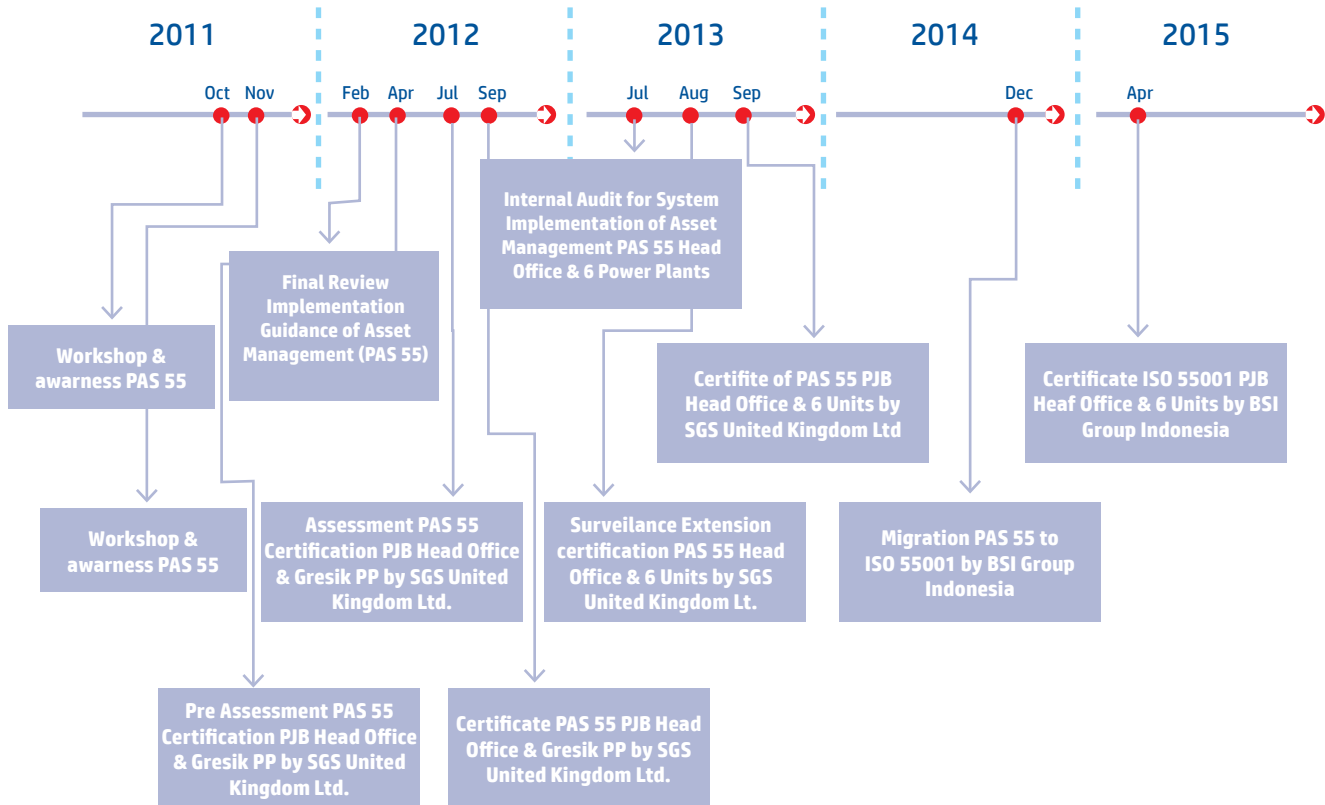 2011
2012
2013
2014
2015
Oct
Nov
Feb
Apr
Jul
Sep
Jul
Aug
Sep
Dec
Apr
Internal Audit for System
Implementation of Asset
Management PAS 55 Head
Office & 6 Power Plants
Final Review
Implementation
Guidance of Asset
Management (PAS 55)
Workshop &
awarness PAS 55
Certifite of PAS 55 PJB
Head Office & 6 Units by
SGS United Kingdom Ltd
Certificate ISO 55001 PJB
Heaf Office & 6 Units by BSI
Group Indonesia
Workshop &
awarness PAS 55
Assessment PAS 55
Certification PJB Head Office
& Gresik PP by SGS United
Kingdom Ltd.
Surveilance Extension
certification PAS 55 Head
Office & 6 Units by SGS
United Kingdom Lt.
Migration PAS 55 to
ISO 55001 by BSI Group
Indonesia
Pre Assessment PAS 55
Certification PJB Head Office
& Gresik PP by SGS United
Kingdom Ltd.
Certificate PAS 55 PJB Head
Office & Gresik PP by SGS
United Kingdom Ltd.